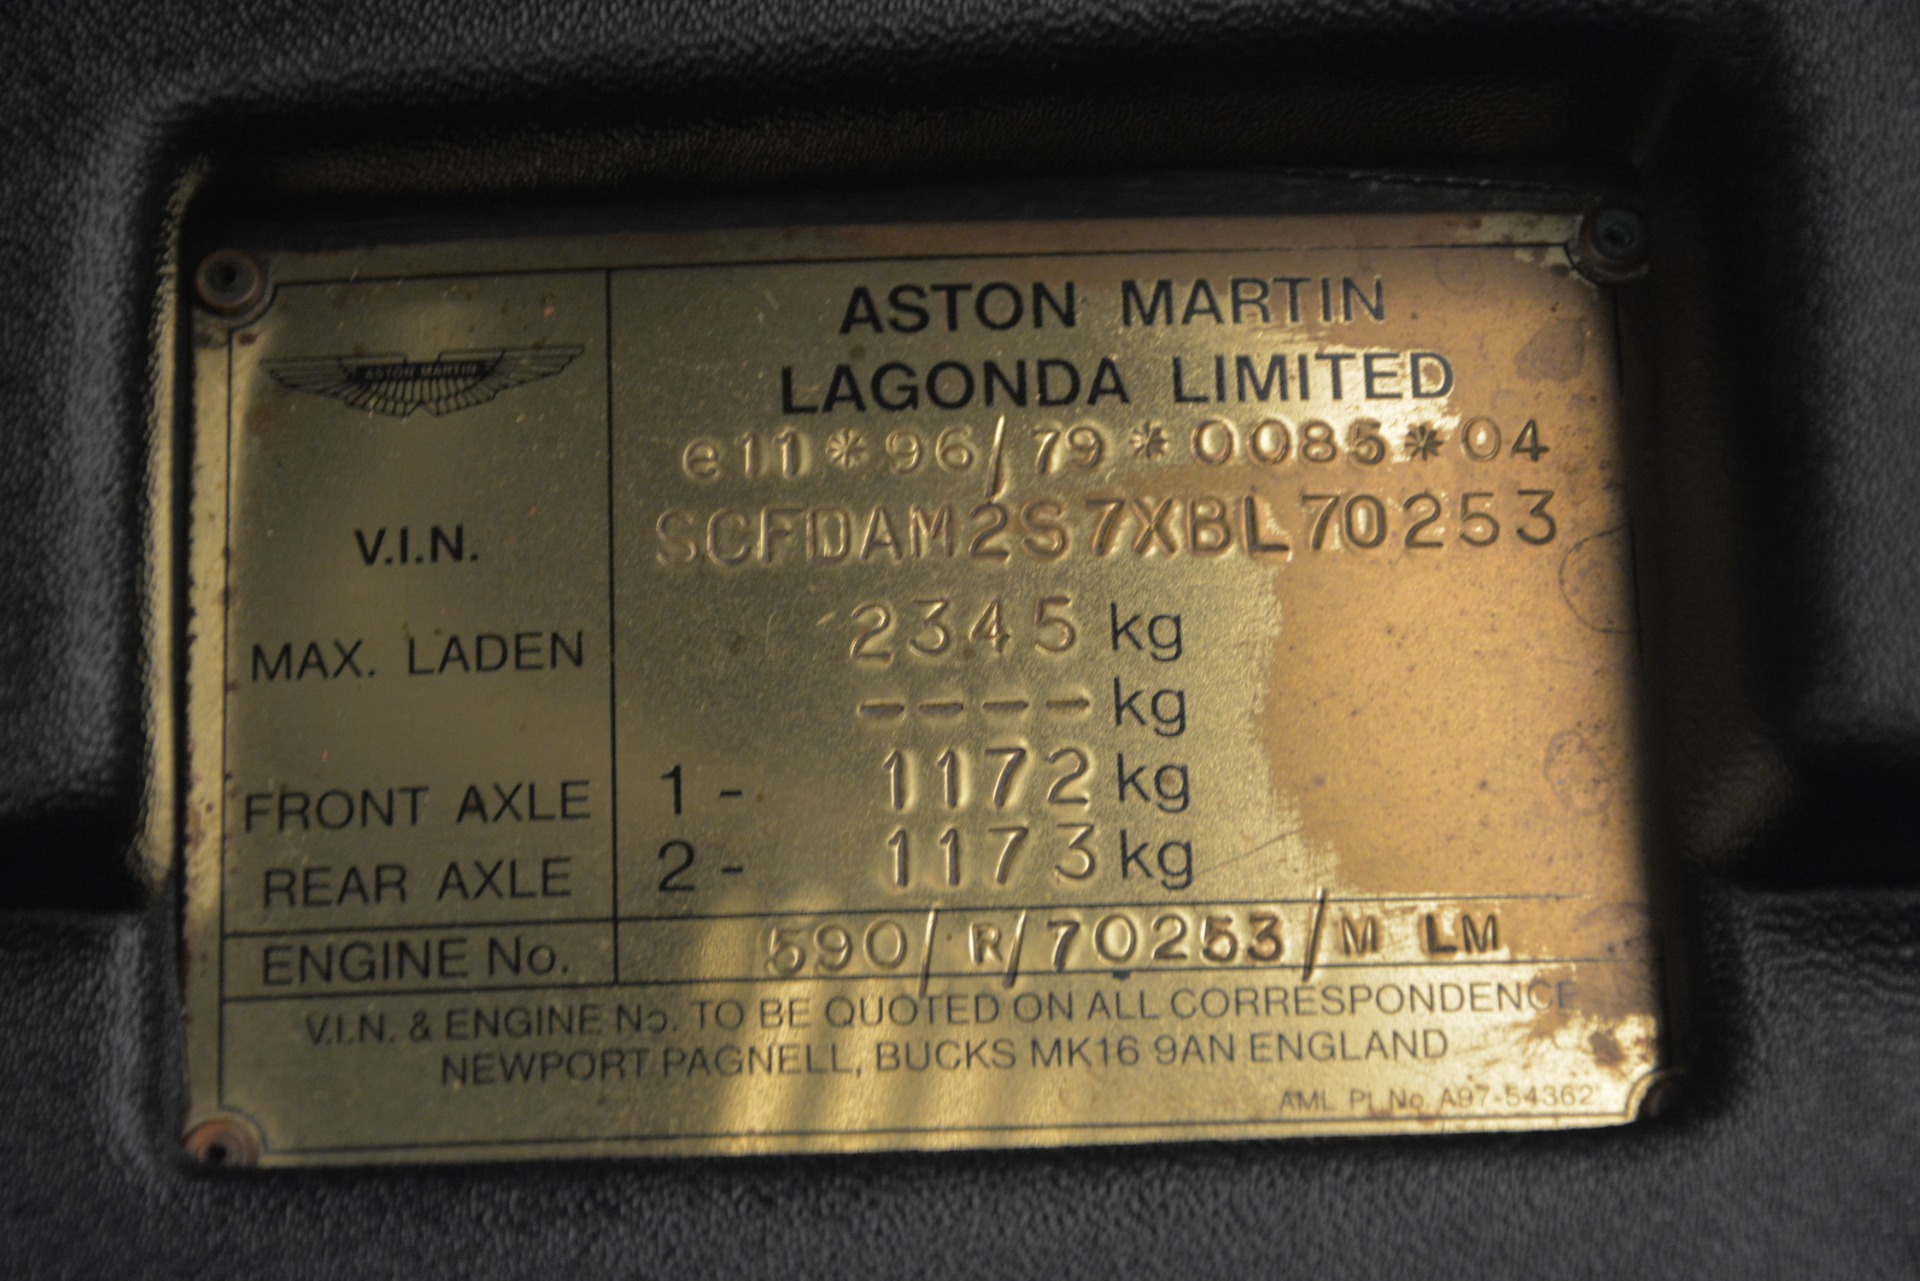 ASTON MARTIN
ASTON MARTIN
LAGONDA LIMITED
e11*96/79*0085*04
V.I.N. SCFDAM2S7XBL70253
MAX. LADEN 2345 kg
---- kg
FRONT AXLE 1- 1172 kg
REAR AXLE 2- 1173 kg
ENGINE No. 590/R/70253/M LM
V.I.N. & ENGINE No. TO BE QUOTED ON ALL CORRESPONDENCE
NEWPORT PAGNELL, BUCKS MK16 9AN ENGLAND
AML Pl No. A97-54362